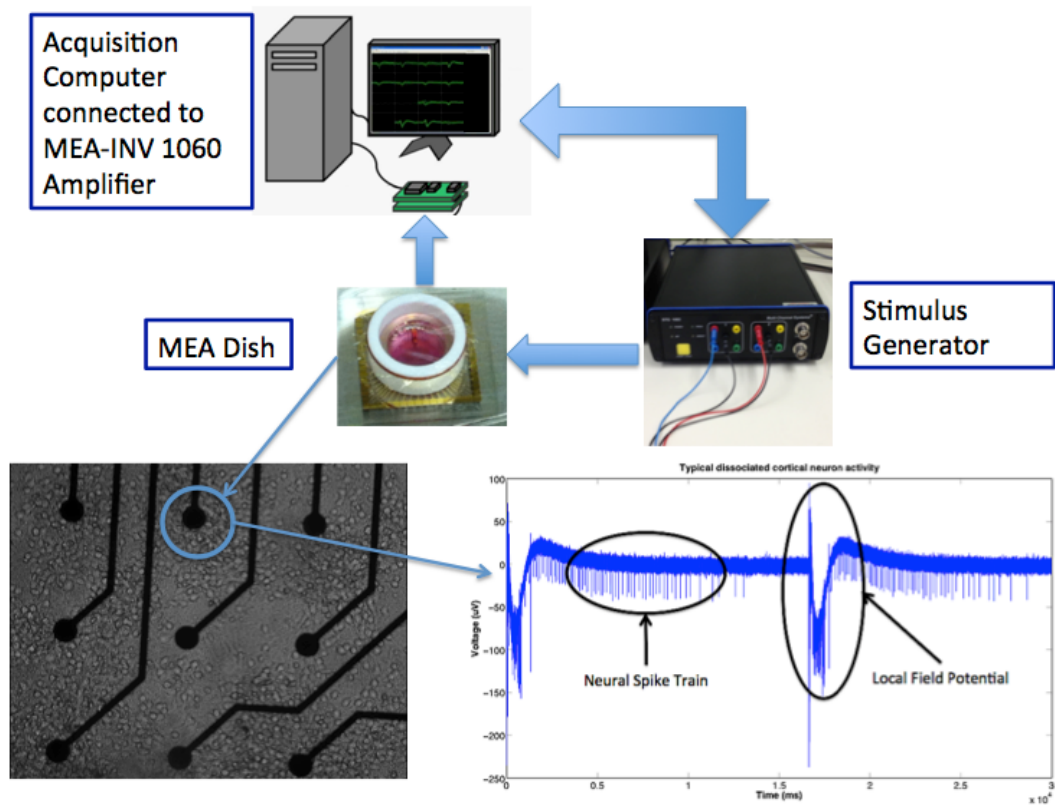 Acquisition
Computer
connected to
MEA-INV 1060
Amplifier
MEA Dish
Stimulus
Generator
Typical dissociated cortical neuron activity
Voltage (uV)
100
50
0
−50
−100
−150
−200
−250
Neural Spike Train
Local Field Potential
0 0.5 1 1.5 2 2.5 3
Time (ms)
x 10⁴